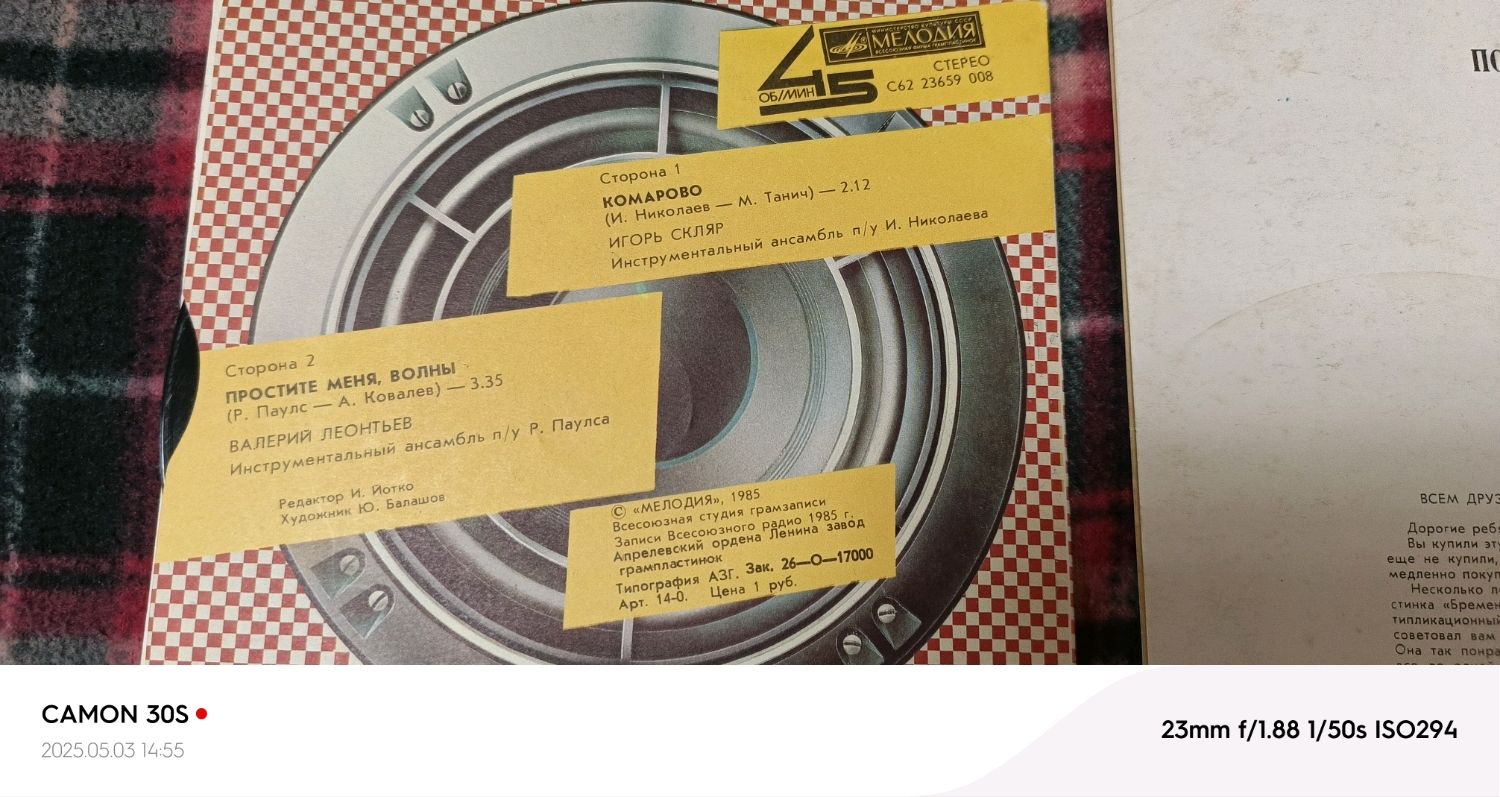 МИНИСТЕРСТВО КУЛЬТУРЫ СССР
МЕЛОДИЯ
ВСЕСОЮЗНАЯ ФИРМА ГРАМПЛАСТИНОК
45
ОБ/МИН
СТЕРЕО
С62 23659 008
Сторона 1
КОМАРОВО
(И. Николаев — М. Танич) — 2.12
ИГОРЬ СКЛЯР
Инструментальный ансамбль п/у И. Николаева
Сторона 2
ПРОСТИТЕ МЕНЯ, ВОЛНЫ
(Р. Паулс — А. Ковалев) — 3.35
ВАЛЕРИЙ ЛЕОНТЬЕВ
Инструментальный ансамбль п/у Р. Паулса
Редактор И. Йотко
Художник Ю. Балашов
© «МЕЛОДИЯ», 1985
Всесоюзная студия грамзаписи
Записи Всесоюзного радио 1985 г.
Апрелевский ордена Ленина завод
грампластинок
Типография АЗГ. Зак. 26—О—17000
Арт. 14-0. Цена 1 руб.
ПО
ВСЕМ ДРУЗ
Дорогие ребя
Вы купили эту
еще не купили,
медленно покуп
Несколько ле
стинка «Бремен
типликационный
советовал вам
Она так понра
CAMON 30S
2025.05.03 14:55
23mm f/1.88 1/50s ISO294